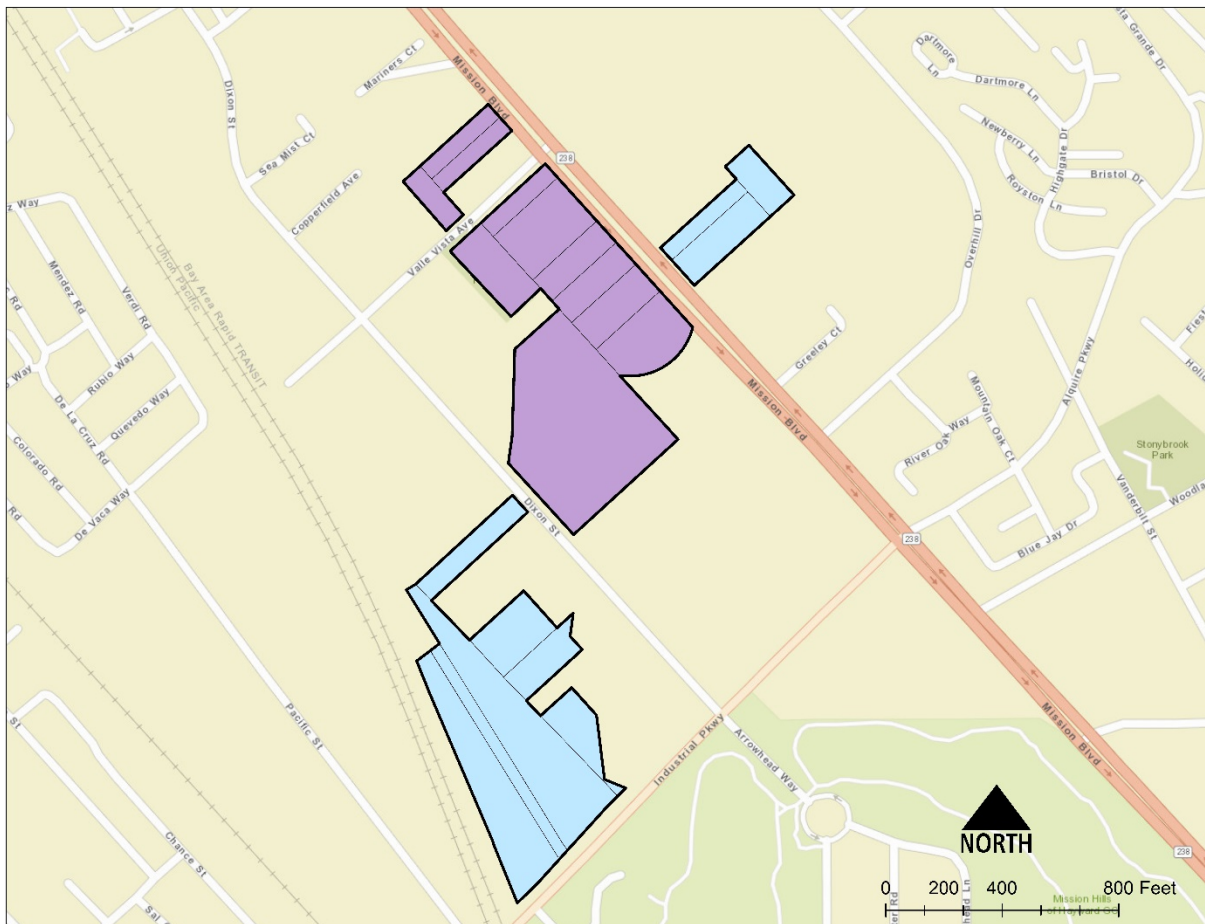 Dixon St
Mariners Ct
Mission Blvd
Dartmore
Ln
Dartmore Ln
Newberry Ln
Royston Ln
Bristol Dr
Highgate Dr
Sea Mist Ct
Copperfield Ave
238
Overhill Dr
Valle Vista Ave
Mendez Rd
Verdi Rd
Union Pacific
Bay Area Rapid TRANSIT
Rubio Way
Quevedo Way
De La Cruz Rd
Colorado Rd
De Vaca Way
Greeley Ct
Alquire Pkwy
Mission Blvd
Mountain Oak Ct
River Oak Way
Stonybrook
Park
Vanderbilt St
Blue Jay Dr
238
Dixon St
Pacific St
Industrial Pkwy
Arrowhead Way
Mission Blvd
NORTH
Chance St
238
0 200 400 800 Feet
Mission Hills